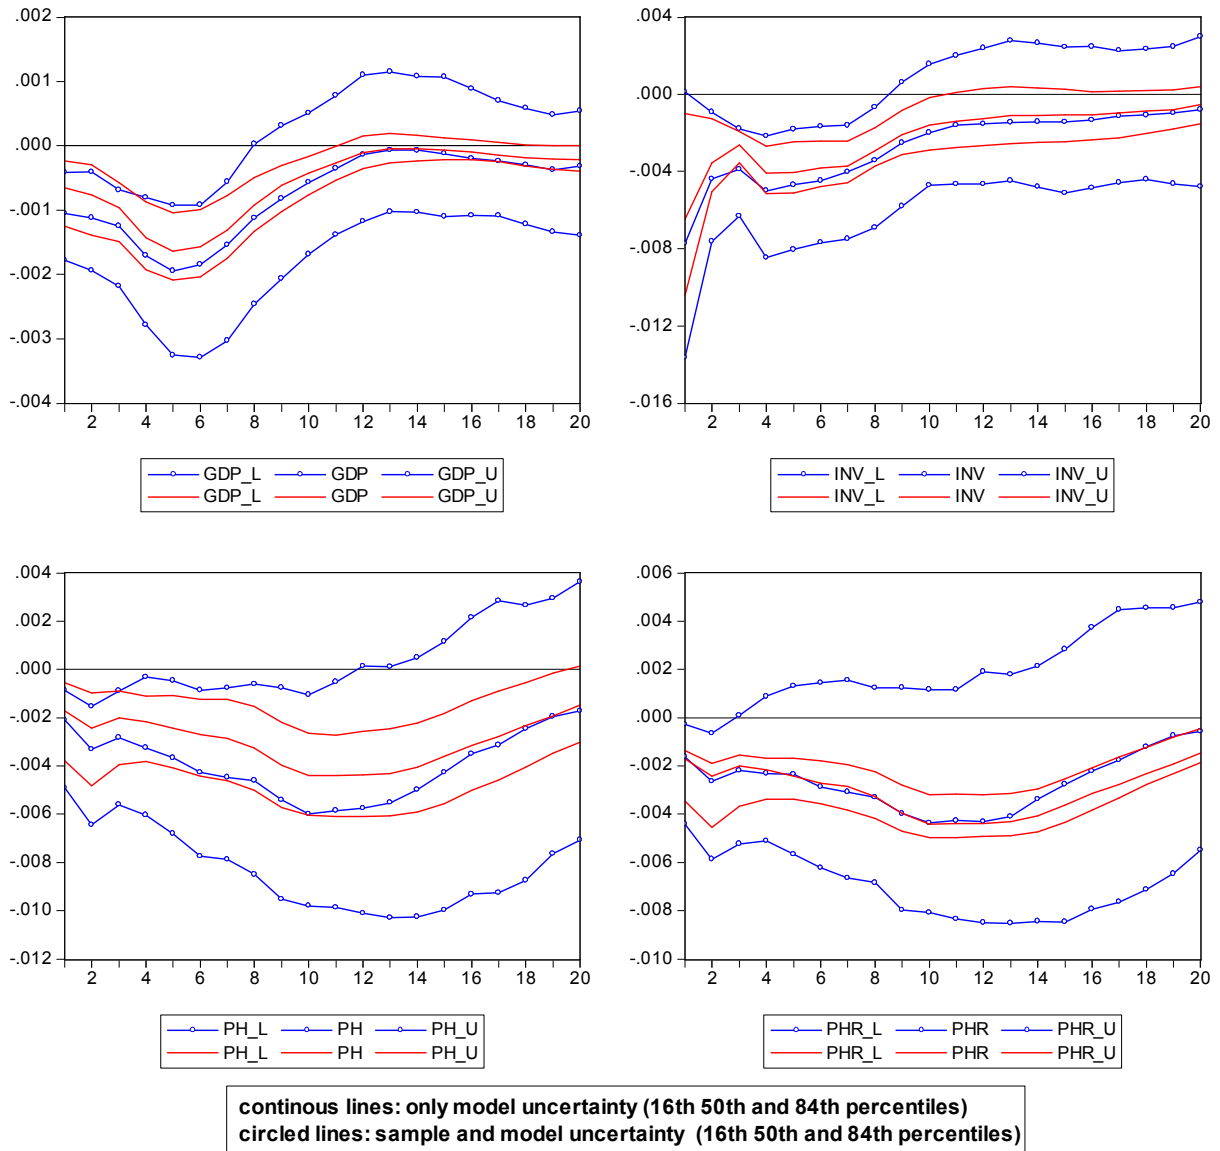 .002
.001
.000
-.001
-.002
-.003
-.004
2 4 6 8 10 12 14 16 18 20
GDP_L GDP GDP_U
GDP_L GDP GDP_U
.004
.000
-.004
-.008
-.012
-.016
2 4 6 8 10 12 14 16 18 20
INV_L INV INV_U
INV_L INV INV_U
.004
.002
.000
-.002
-.004
-.006
-.008
-.010
-.012
2 4 6 8 10 12 14 16 18 20
PH_L PH PH_U
PH_L PH PH_U
.006
.004
.002
.000
-.002
-.004
-.006
-.008
-.010
2 4 6 8 10 12 14 16 18 20
PHR_L PHR PHR_U
PHR_L PHR PHR_U
continous lines: only model uncertainty (16th 50th and 84th percentiles)
circled lines: sample and model uncertainty (16th 50th and 84th percentiles)